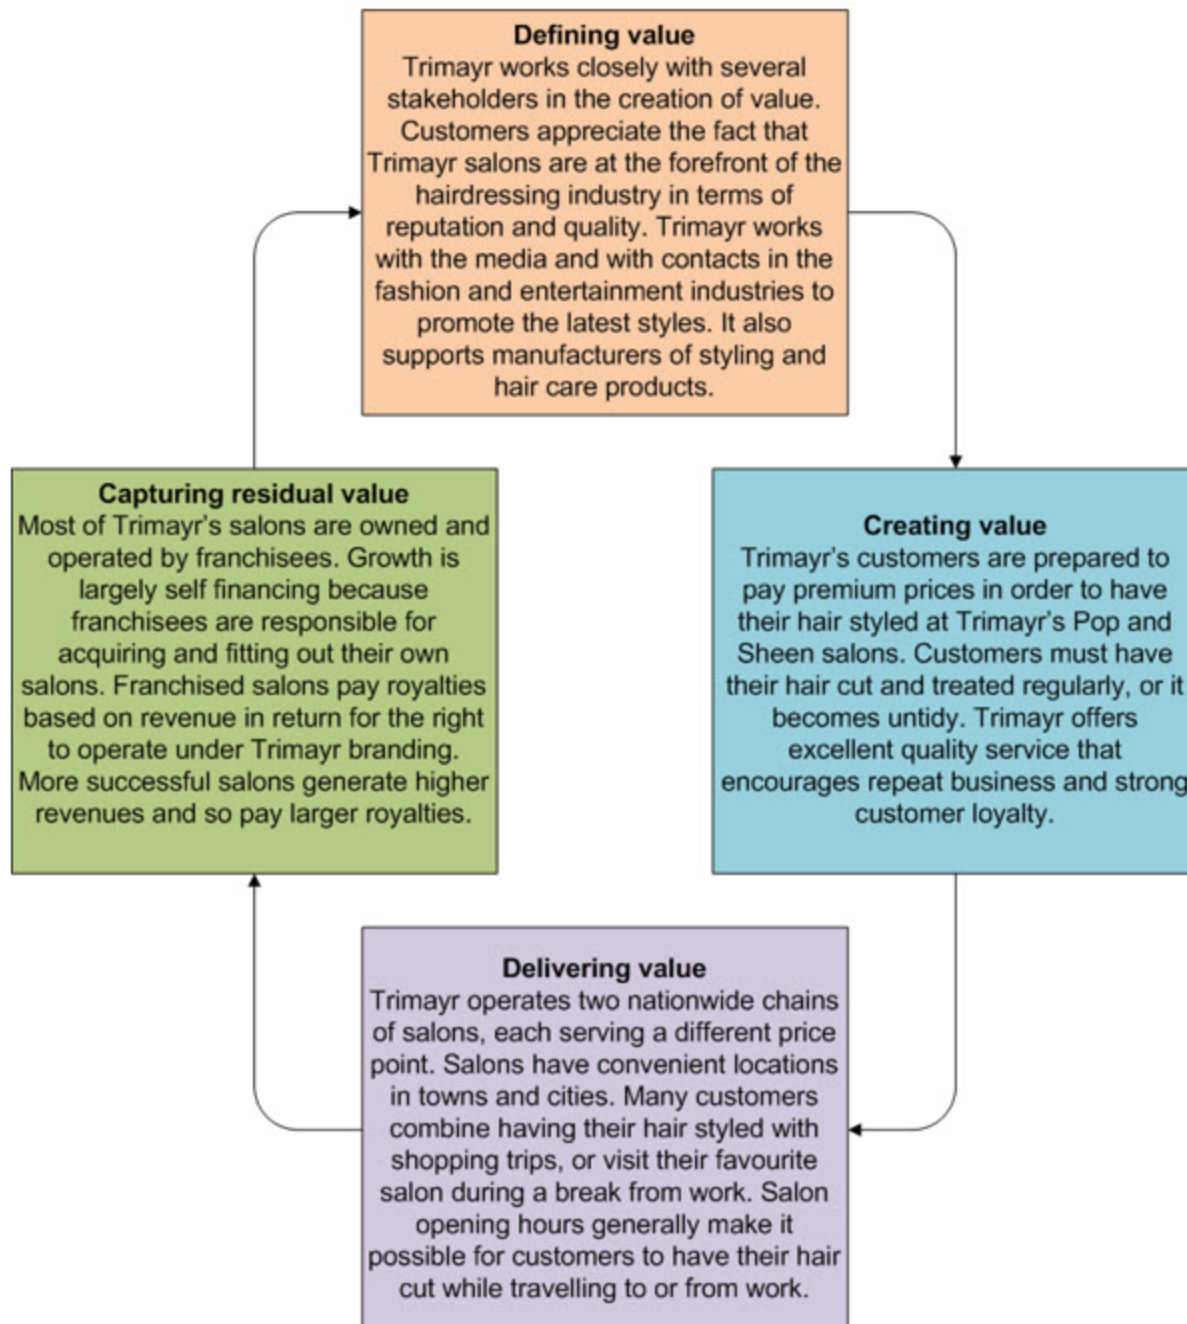 Defining value
Trimayr works closely with several
stakeholders in the creation of value.
Customers appreciate the fact that
Trimayr salons are at the forefront of the
hairdressing industry in terms of
reputation and quality. Trimayr works
with the media and with contacts in the
fashion and entertainment industries to
promote the latest styles. It also
supports manufacturers of styling and
hair care products.
Creating value
Trimayr's customers are prepared to
pay premium prices in order to have
their hair styled at Trimayr's Pop and
Sheen salons. Customers must have
their hair cut and treated regularly, or it
becomes untidy. Trimayr offers
excellent quality service that
encourages repeat business and strong
customer loyalty.
Delivering value
Trimayr operates two nationwide chains
of salons, each serving a different price
point. Salons have convenient locations
in towns and cities. Many customers
combine having their hair styled with
shopping trips, or visit their favourite
salon during a break from work. Salon
opening hours generally make it
possible for customers to have their hair
cut while travelling to or from work.
Capturing residual value
Most of Trimayr's salons are owned and
operated by franchisees. Growth is
largely self financing because
franchisees are responsible for
acquiring and fitting out their own
salons. Franchised salons pay royalties
based on revenue in return for the right
to operate under Trimayr branding.
More successful salons generate higher
revenues and so pay larger royalties.